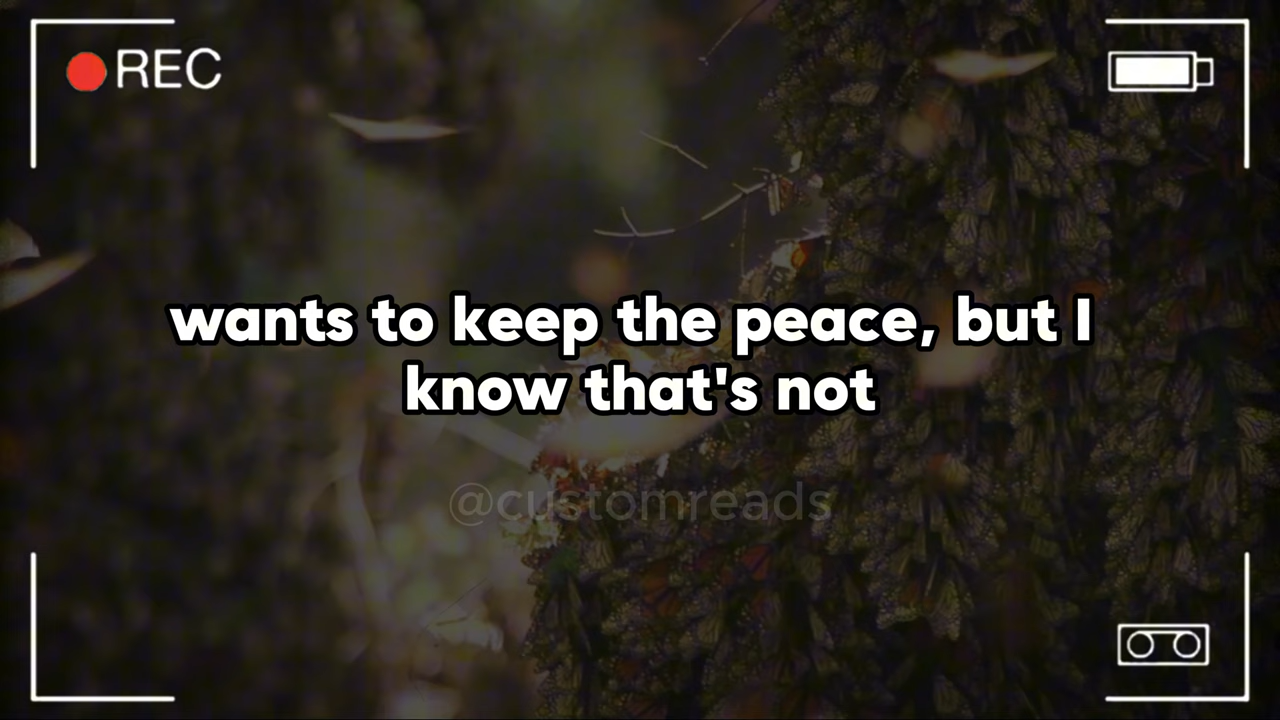 REC
wants to keep the peace, but I
know that's not
@customreads